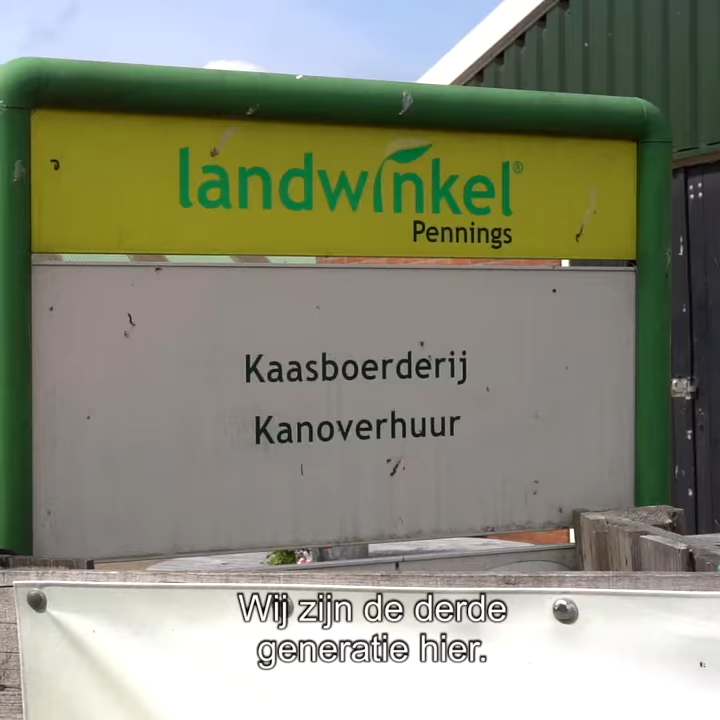 landwinkel®
Pennings
Kaasboerderij
Kanoverhuur
Wij zijn de derde
generatie hier.